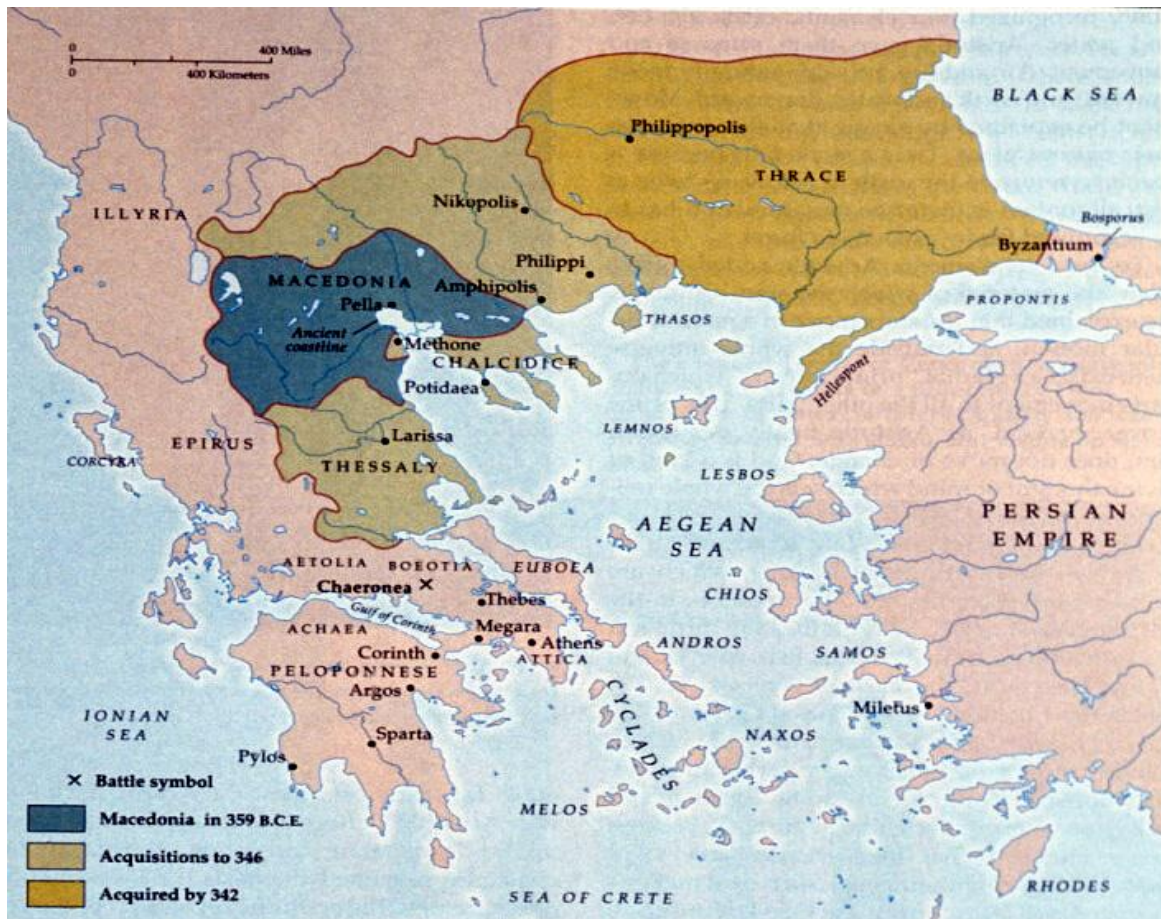 0 400 Miles
0 400 Kilometers
BLACK SEA
Philippopolis
THRACE
ILLYRIA
Nikopolis
Bosporus
Byzantium
Philippi
MACEDONIA
Amphipolis
Pella
PROPONTIS
THASOS
Ancient
coastline
Methone
CHALCIDICE
Potidaea
Hellespont
LEMNOS
EPIRUS
Larissa
CORCYRA
THESSALY
LESBOS
AEGEAN
SEA
PERSIAN
EMPIRE
AETOLIA
BOEOTIA
EUBOEA
Chaeronea
CHIOS
Thebes
Gulf of Corinth
ACHAEA
Megara
Athens
ANDROS
SAMOS
Corinth
ATTICA
PELOPONNESE
Argos
CYCLADES
Miletus
IONIAN
SEA
Sparta
NAXOS
Pylos
MELOS
× Battle symbol
Macedonia in 359 B.C.E.
Acquisitions to 346
Acquired by 342
SEA OF CRETE
RHODES